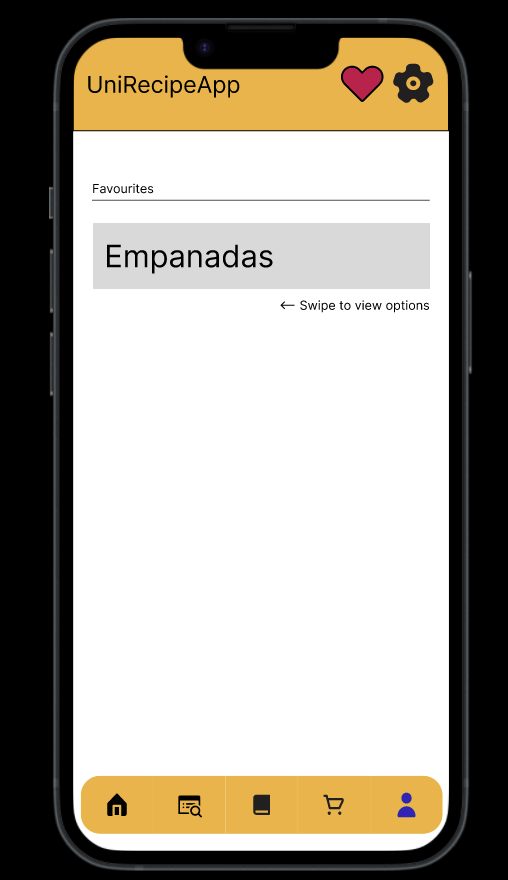 UniRecipeApp
Favourites
Empanadas
← Swipe to view options